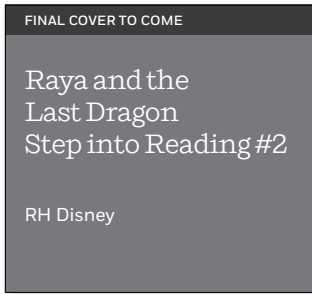 FINAL COVER TO COME
Raya and the
Last Dragon
Step into Reading #2
RH Disney